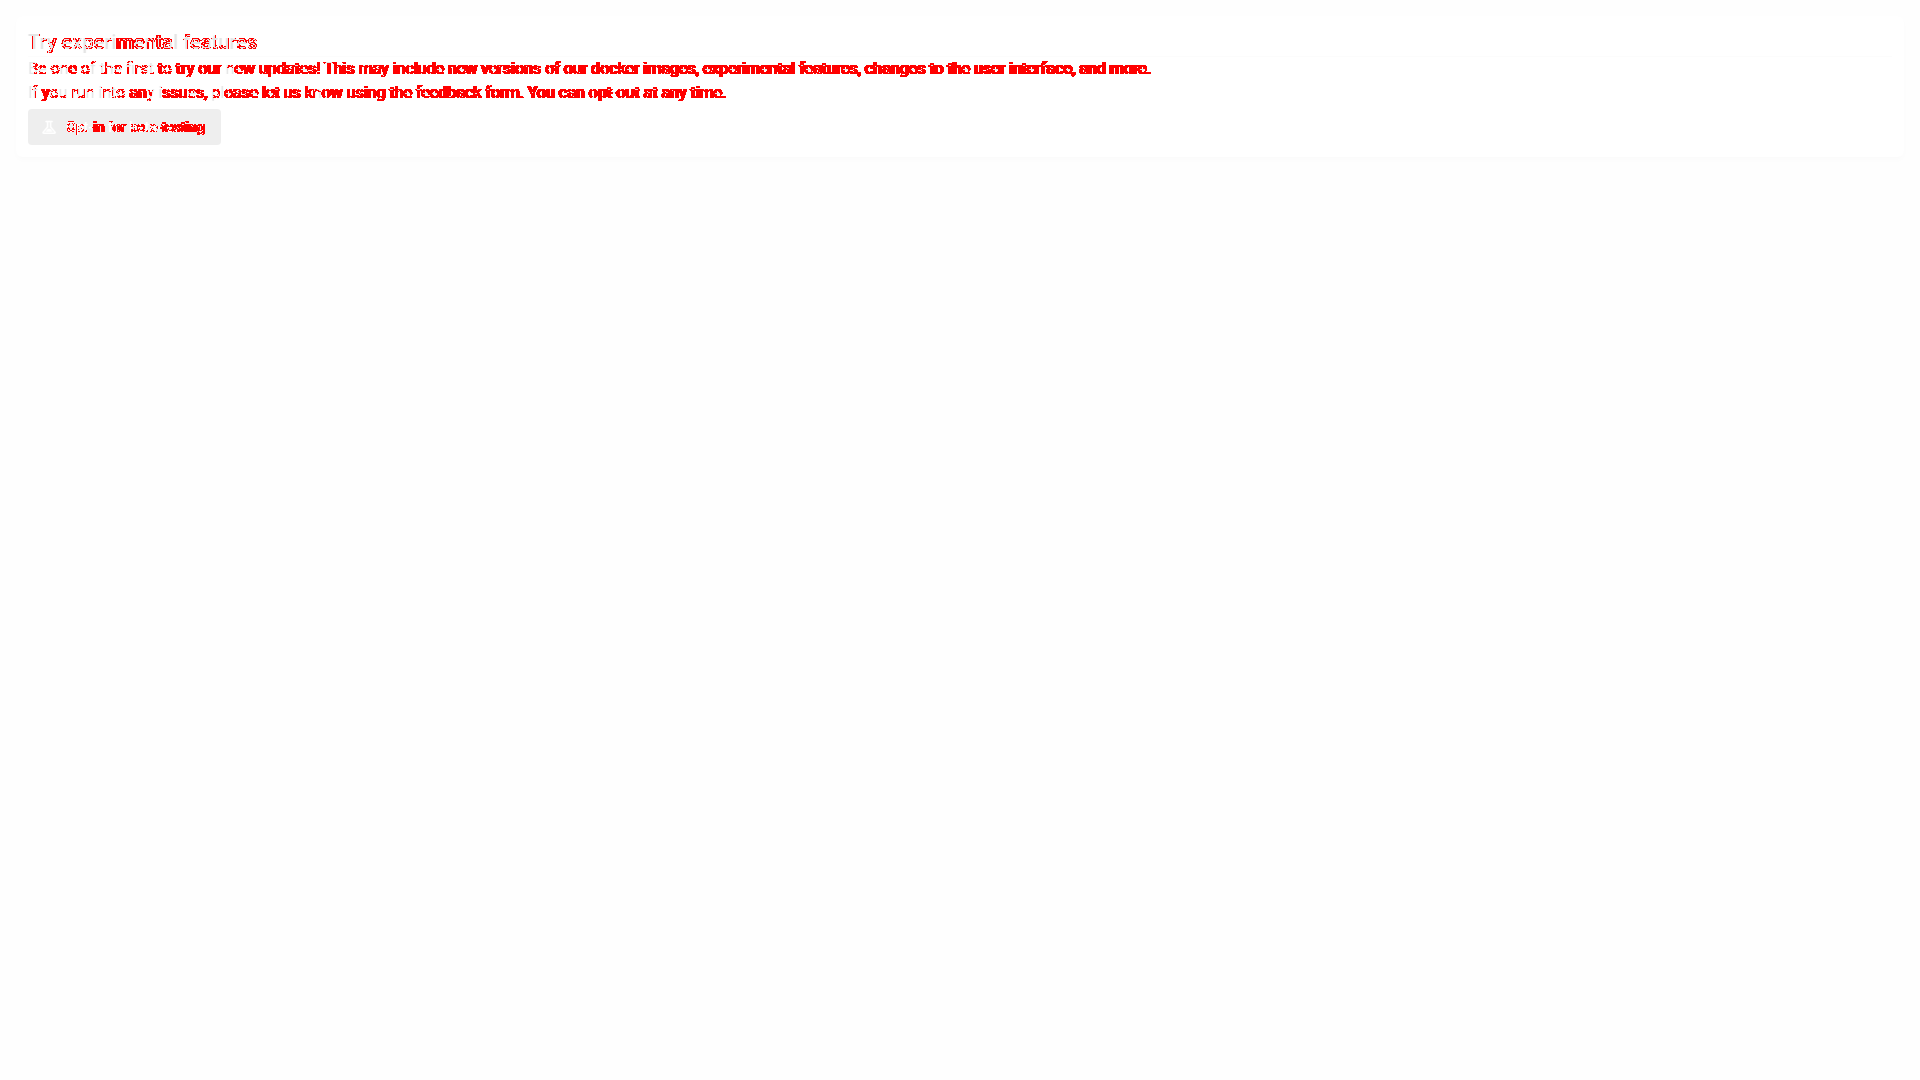 Try experimental features
Be one of the first to try our new updates! This may include new versions of our docker images, experimental features, changes to the user interface, and more.
If you run into any issues, please let us know using the feedback form. You can opt-out at any time.
Opt-in for beta-testing